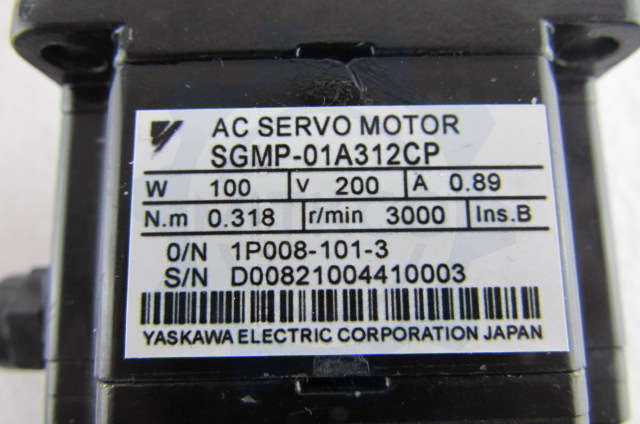 AC SERVO MOTOR
SGMP-01A312CP
W 100 V 200 A 0.89
N.m 0.318 r/min 3000 Ins.B
O/N 1P008-101-3
S/N D00821004410003
YASKAWA ELECTRIC CORPORATION JAPAN